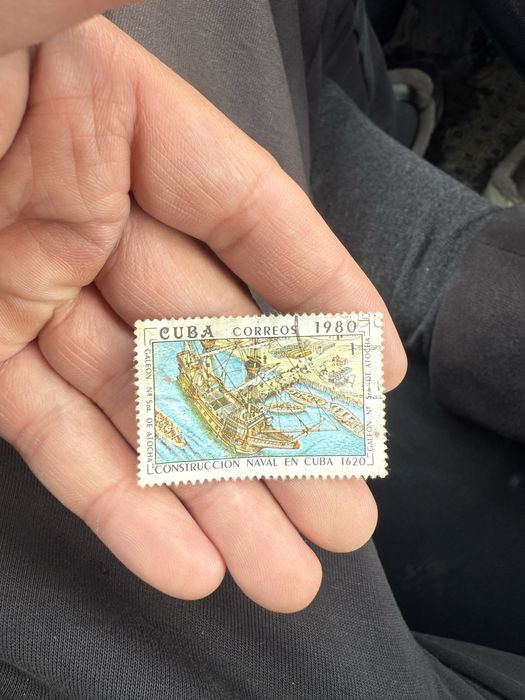 CUBA CORREOS 1980
1
GALEON Nª Sra. DE ATOCHA
GALEON Nª Sra. DE ATOCHA
CONSTRUCCION NAVAL EN CUBA 1620